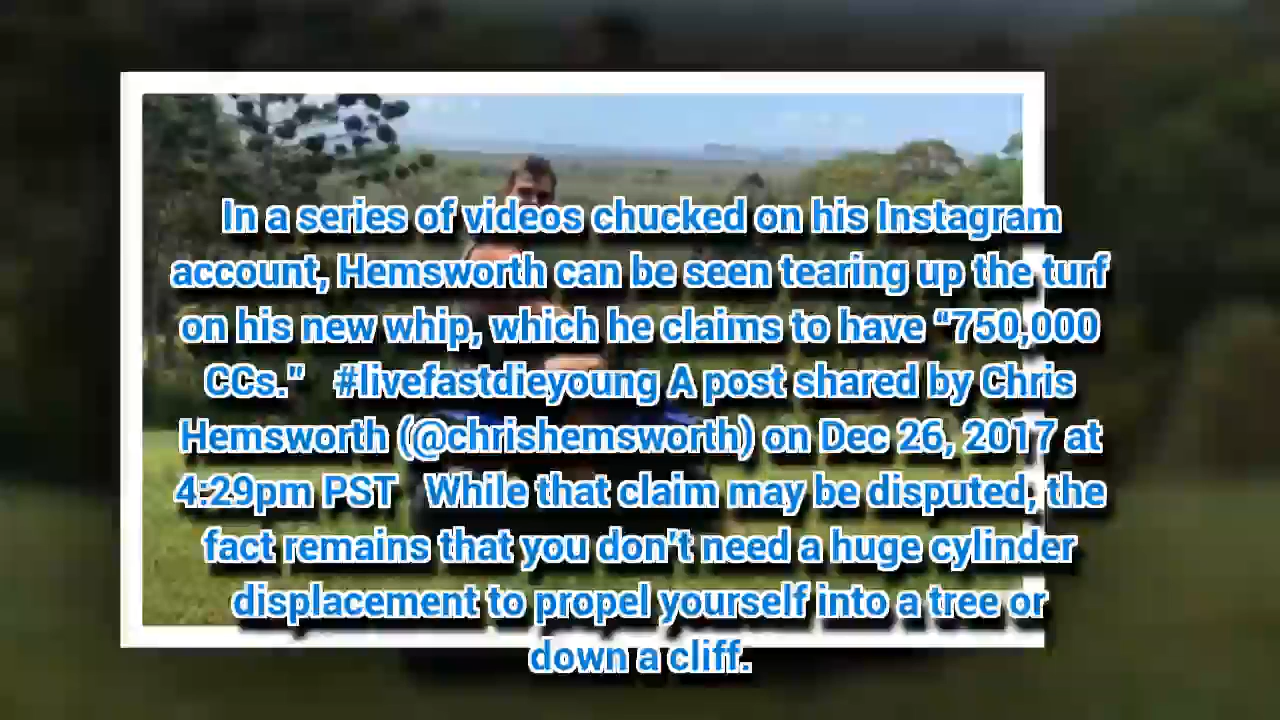 In a series of videos chucked on his Instagram
account, Hemsworth can be seen tearing up the turf
on his new whip, which he claims to have “750,000
CCs.”   #livefastdieyoung A post shared by Chris
Hemsworth (@chrishemsworth) on Dec 26, 2017 at
4:29pm PST   While that claim may be disputed, the
fact remains that you don’t need a huge cylinder
displacement to propel yourself into a tree or
down a cliff.